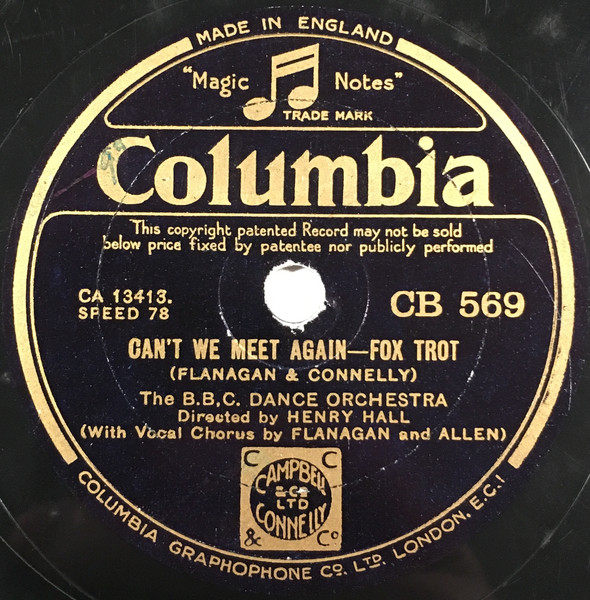 MADE IN ENGLAND
"Magic Notes"
TRADE MARK
Columbia
This copyright patented Record may not be sold
below price fixed by patentee nor publicly performed
CA 13413.
SPEED 78
CB 569
CAN'T WE MEET AGAIN—FOX TROT
(FLANAGAN & CONNELLY)
The B.B.C. DANCE ORCHESTRA
Directed by HENRY HALL
(With Vocal Chorus by FLANAGAN and ALLEN)
C C
CAMPBELL
& CO
LTD
CONNELLY
& Co
COLUMBIA GRAPHOPHONE CO. LTD. LONDON. E.C.1